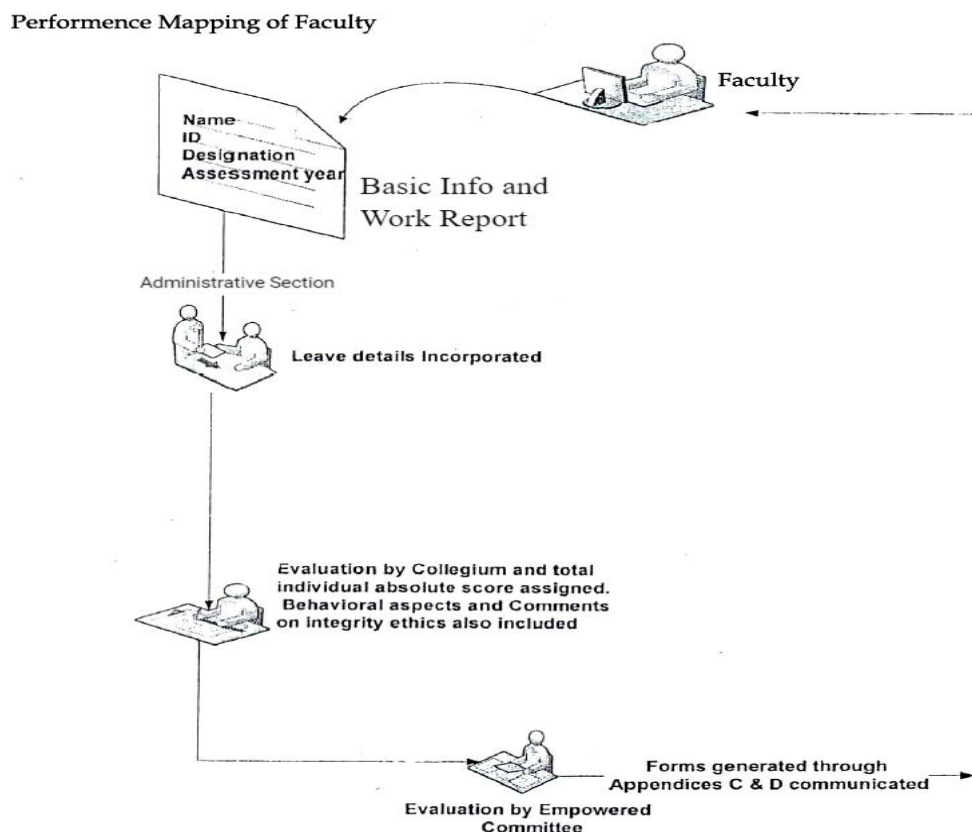 Performence Mapping of Faculty
Faculty
Name
ID
Designation
Assessment year
Basic Info and
Work Report
Administrative Section
Leave details Incorporated
Evaluation by Collegium and total
individual absolute score assigned.
Behavioral aspects and Comments
on integrity ethics also included
Forms generated through
Appendices C & D communicated
Evaluation by Empowered
Committee